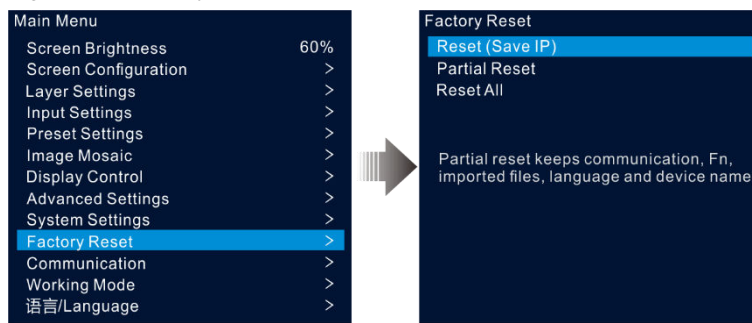 Main Menu
Screen Brightness 60%
Screen Configuration >
Layer Settings >
Input Settings >
Preset Settings >
Image Mosaic >
Display Control >
Advanced Settings >
System Settings >
Factory Reset >
Communication >
Working Mode >
语言/Language >
Factory Reset
Reset (Save IP)
Partial Reset
Reset All
Partial reset keeps communication, Fn,
imported files, language and device name